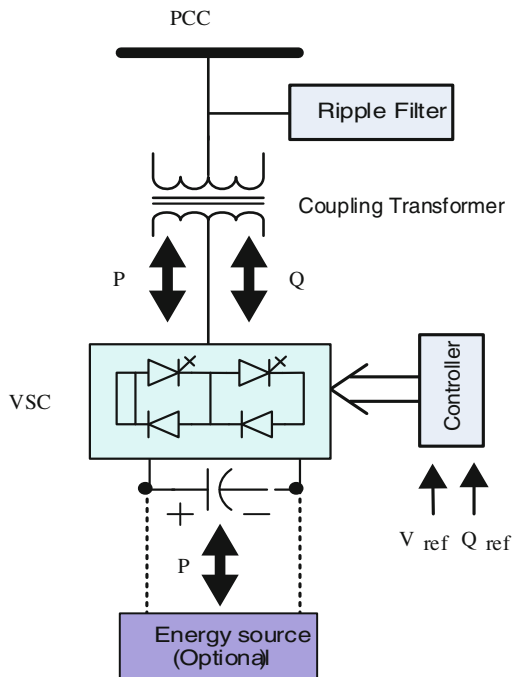 PCC
Ripple Filter
Coupling Transformer
P
Q
VSC
Controller
+
−
V ref Q ref
P
Energy source
(Optional)